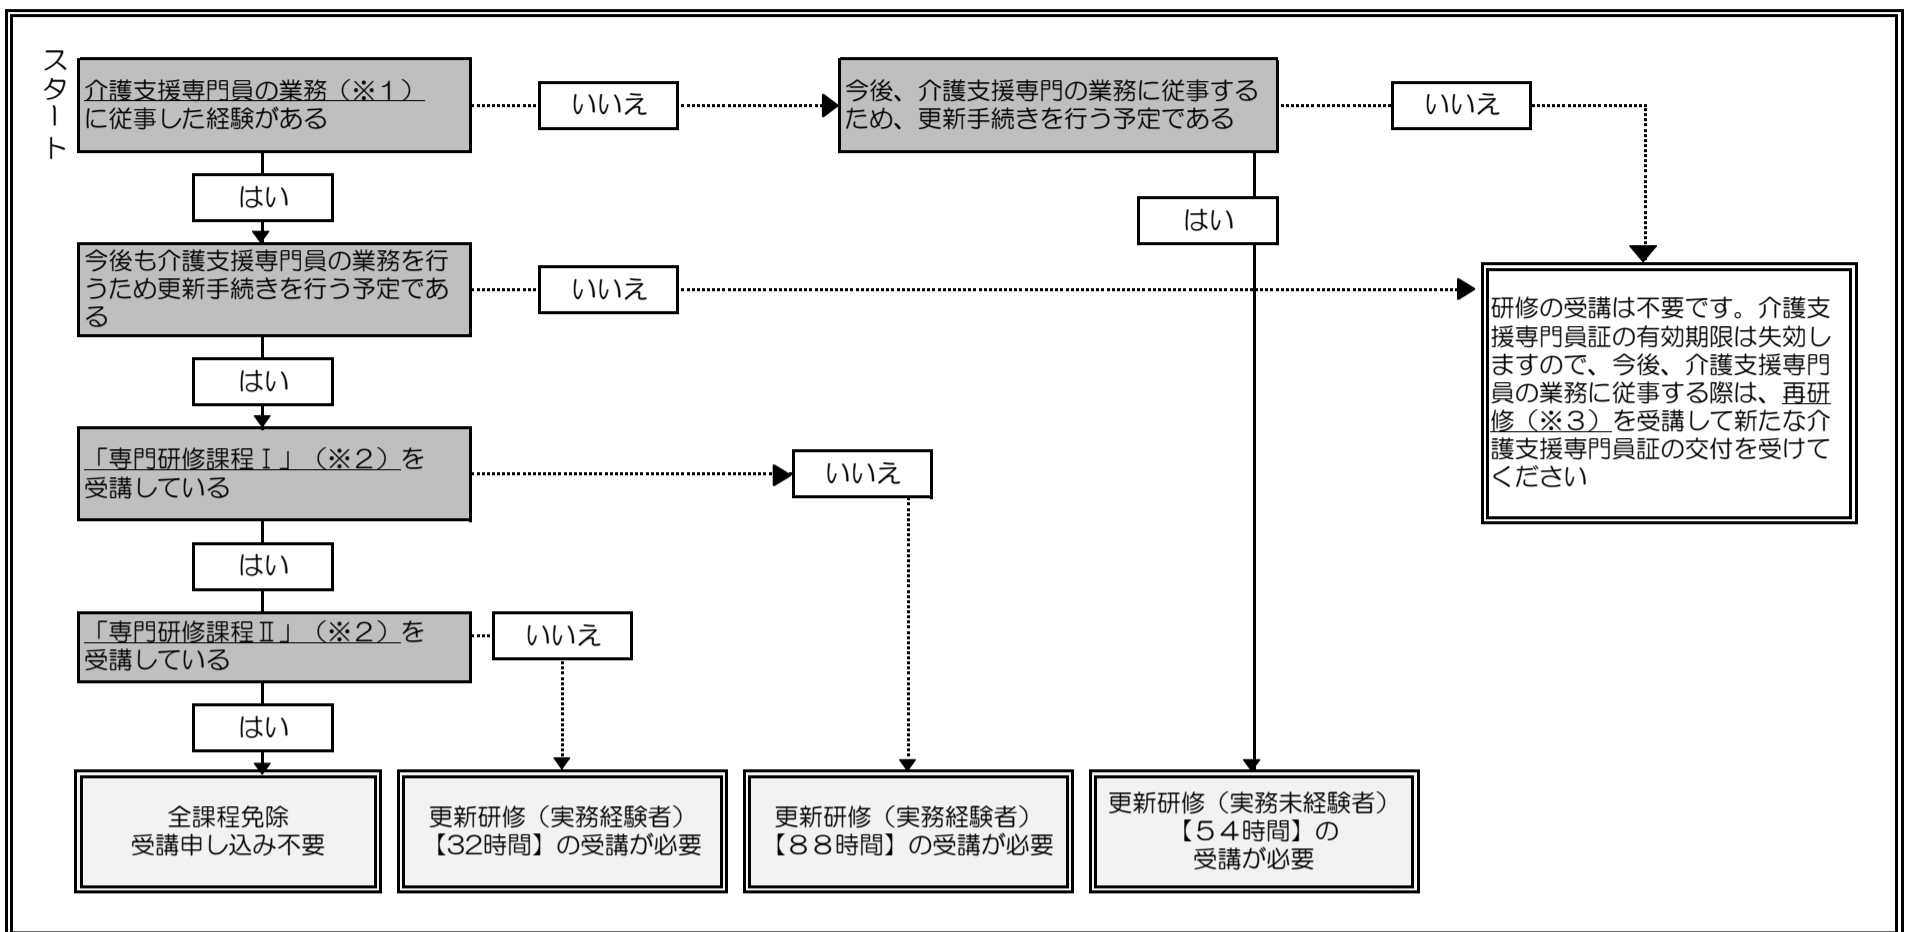 スタート
介護支援専門員の業務（※１）
に従事した経験がある
いいえ
今後、介護支援専門の業務に従事する
ため、更新手続きを行う予定である
いいえ
はい
はい
今後も介護支援専門員の業務を行
うため更新手続きを行う予定であ
る
いいえ
研修の受講は不要です。介護支
援専門員証の有効期限は失効し
ますので、今後、介護支援専門
員の業務に従事する際は、再研
修（※３）を受講して新たな介
護支援専門員証の交付を受けて
ください
はい
「専門研修課程Ⅰ」（※２）を
受講している
いいえ
はい
「専門研修課程Ⅱ」（※２）を
受講している
いいえ
はい
全課程免除
受講申し込み不要
更新研修（実務経験者）
【32時間】の受講が必要
更新研修（実務経験者）
【８８時間】の受講が必要
更新研修（実務未経験者）
【５４時間】の
受講が必要